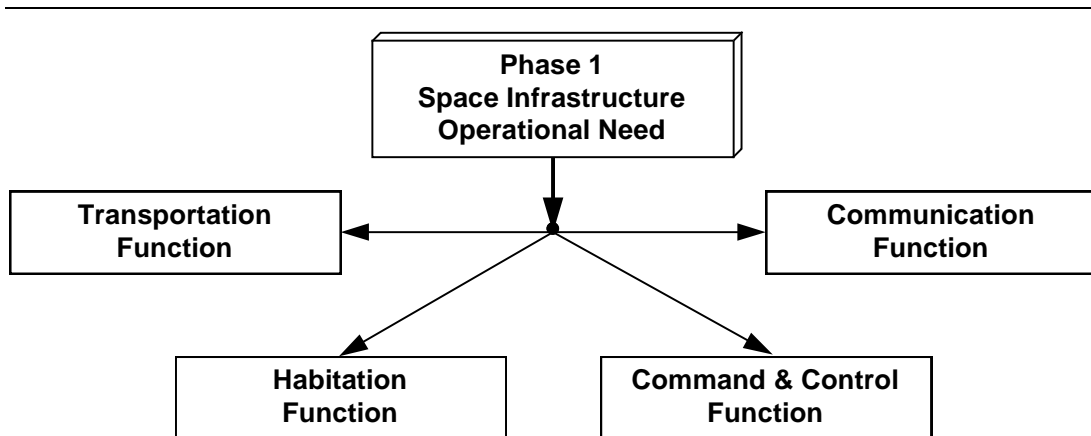 Phase 1
Space Infrastructure
Operational Need
Transportation
Function
Communication
Function
Habitation
Function
Command & Control
Function